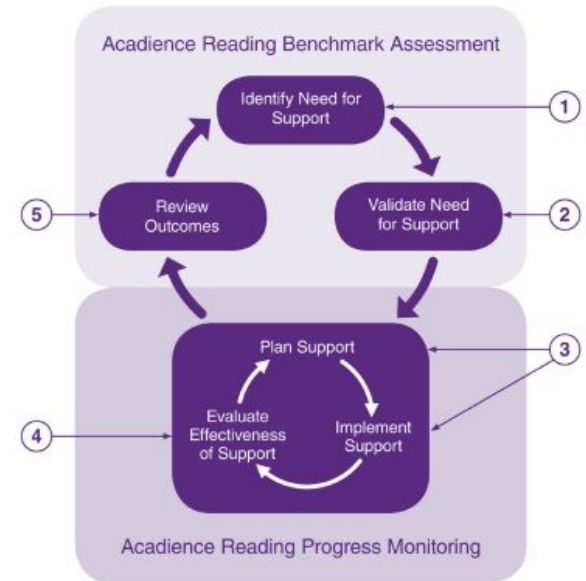 Acadience Reading Benchmark Assessment
Identify Need for
Support
1
Review
Outcomes
5
Validate Need
for Support
2
Plan Support
3
Evaluate
Effectiveness
of Support
4
Implement
Support
Acadience Reading Progress Monitoring